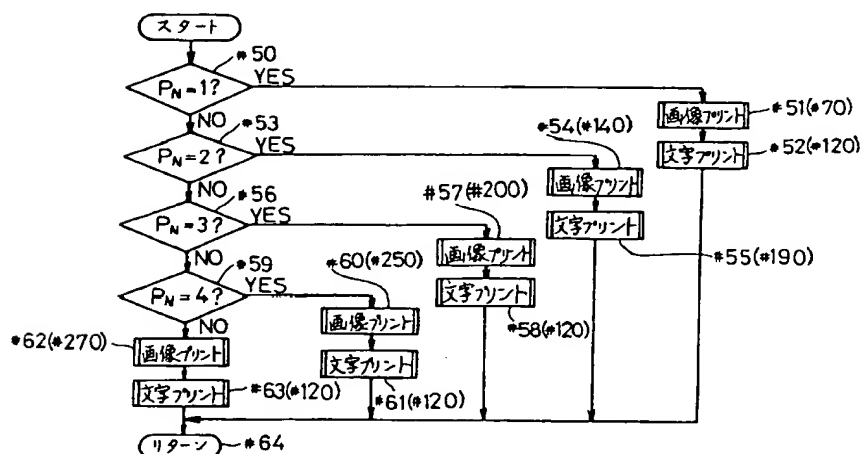 スタート
#50
PN=1?
YES
NO
画像プリント
#51(#70)
文字プリント
#52(#120)
#53
PN=2?
YES
NO
#54(#140)
画像プリント
文字プリント
#55(#190)
#56
PN=3?
YES
NO
#57(#200)
画像プリント
文字プリント
#58(#120)
#59
PN=4?
YES
NO
#60(#250)
画像プリント
文字プリント
#61(#120)
#62(#270)
画像プリント
文字プリント
#63(#120)
リターン
#64